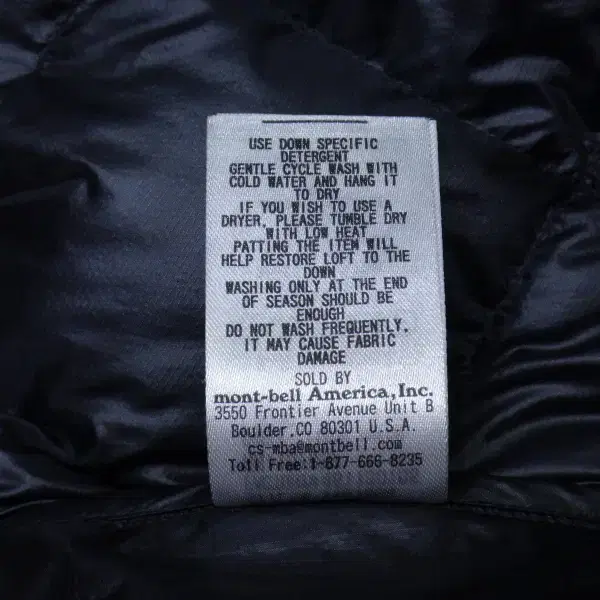 USE DOWN SPECIFIC
DETERGENT
GENTLE CYCLE WASH WITH
COLD WATER AND HANG IT
TO DRY
IF YOU WISH TO USE A
DRYER, PLEASE TUMBLE DRY
WITH LOW HEAT
PATTING THE ITEM WILL
HELP RESTORE LOFT TO THE
DOWN
WASHING ONLY AT THE END
OF SEASON SHOULD BE
ENOUGH
DO NOT WASH FREQUENTLY.
IT MAY CAUSE FABRIC
DAMAGE
SOLD BY
mont-bell America, Inc.
3550 Frontier Avenue Unit B
Boulder, CO 80301 U.S.A.
cs-mba@montbell.com
Toll Free:1-877-666-8235